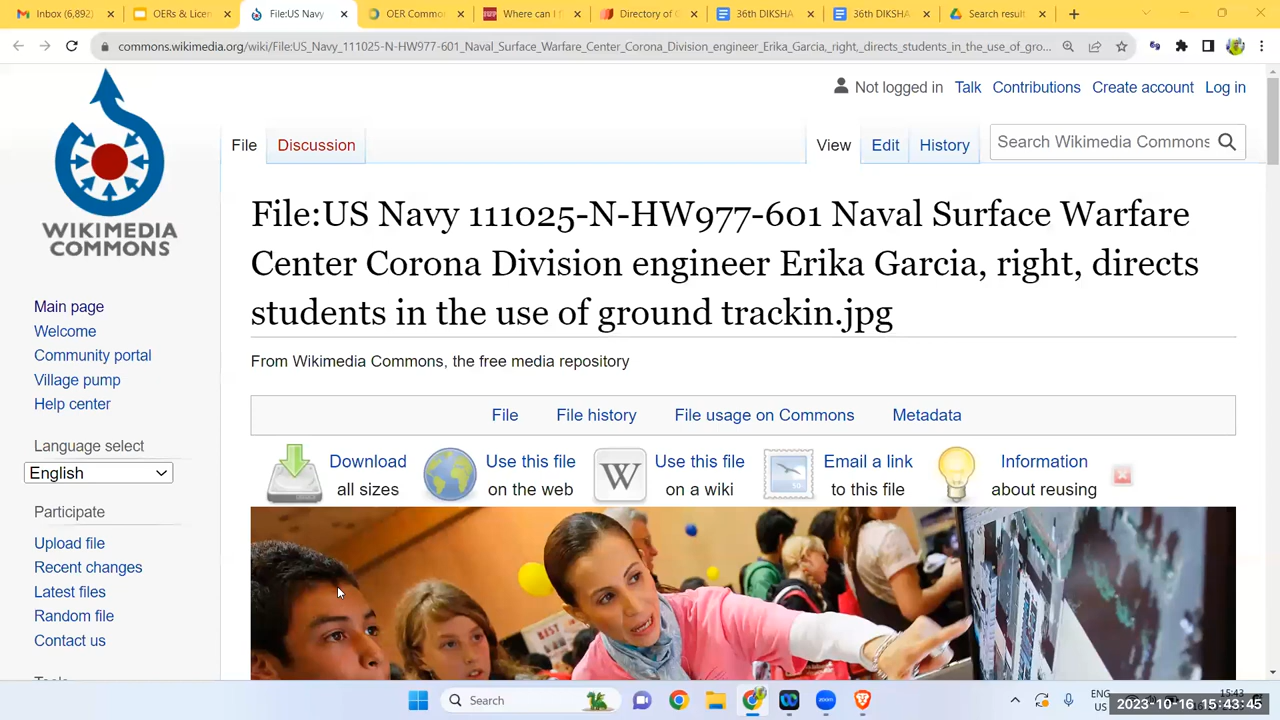 Inbox (6,892)
OERs & Licen
File:US Navy
OER Commo
Where can I f
Directory of O
36th DIKSHA
36th DIKSHA
Search result
commons.wikimedia.org/wiki/File:US_Navy_111025-N-HW977-601_Naval_Surface_Warfare_Center_Corona_Division_engineer_Erika_Garcia,_right,_directs_students_in_the_use_of_gro...
Not logged in Talk Contributions Create account Log in
File Discussion View Edit History Search Wikimedia Commons
WIKIMEDIA
COMMONS
File:US Navy 111025-N-HW977-601 Naval Surface Warfare
Center Corona Division engineer Erika Garcia, right, directs
students in the use of ground trackin.jpg
From Wikimedia Commons, the free media repository
Main page
Welcome
Community portal
Village pump
Help center
Language select
English
Participate
Upload file
Recent changes
Latest files
Random file
Contact us
File File history File usage on Commons Metadata
Download
all sizes
Use this file
on the web
W
Use this file
on a wiki
Email a link
to this file
Information
about reusing
Search
ENG
US
15:43
2023-10-16 15:43:45